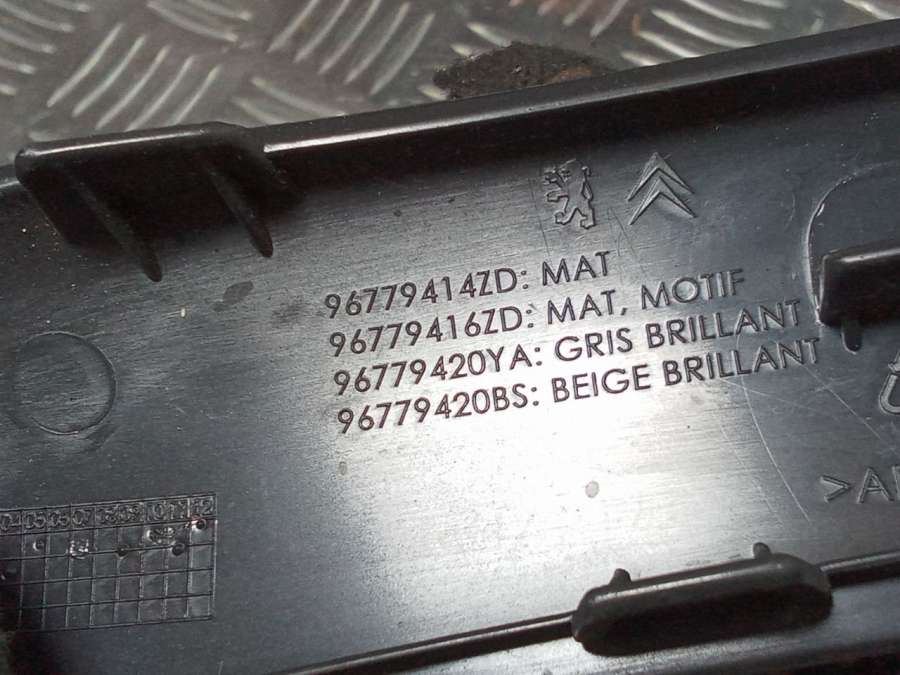 96779414ZD: MAT
96779416ZD: MAT, MOTIF
96779420YA: GRIS BRILLANT
96779420BS: BEIGE BRILLANT